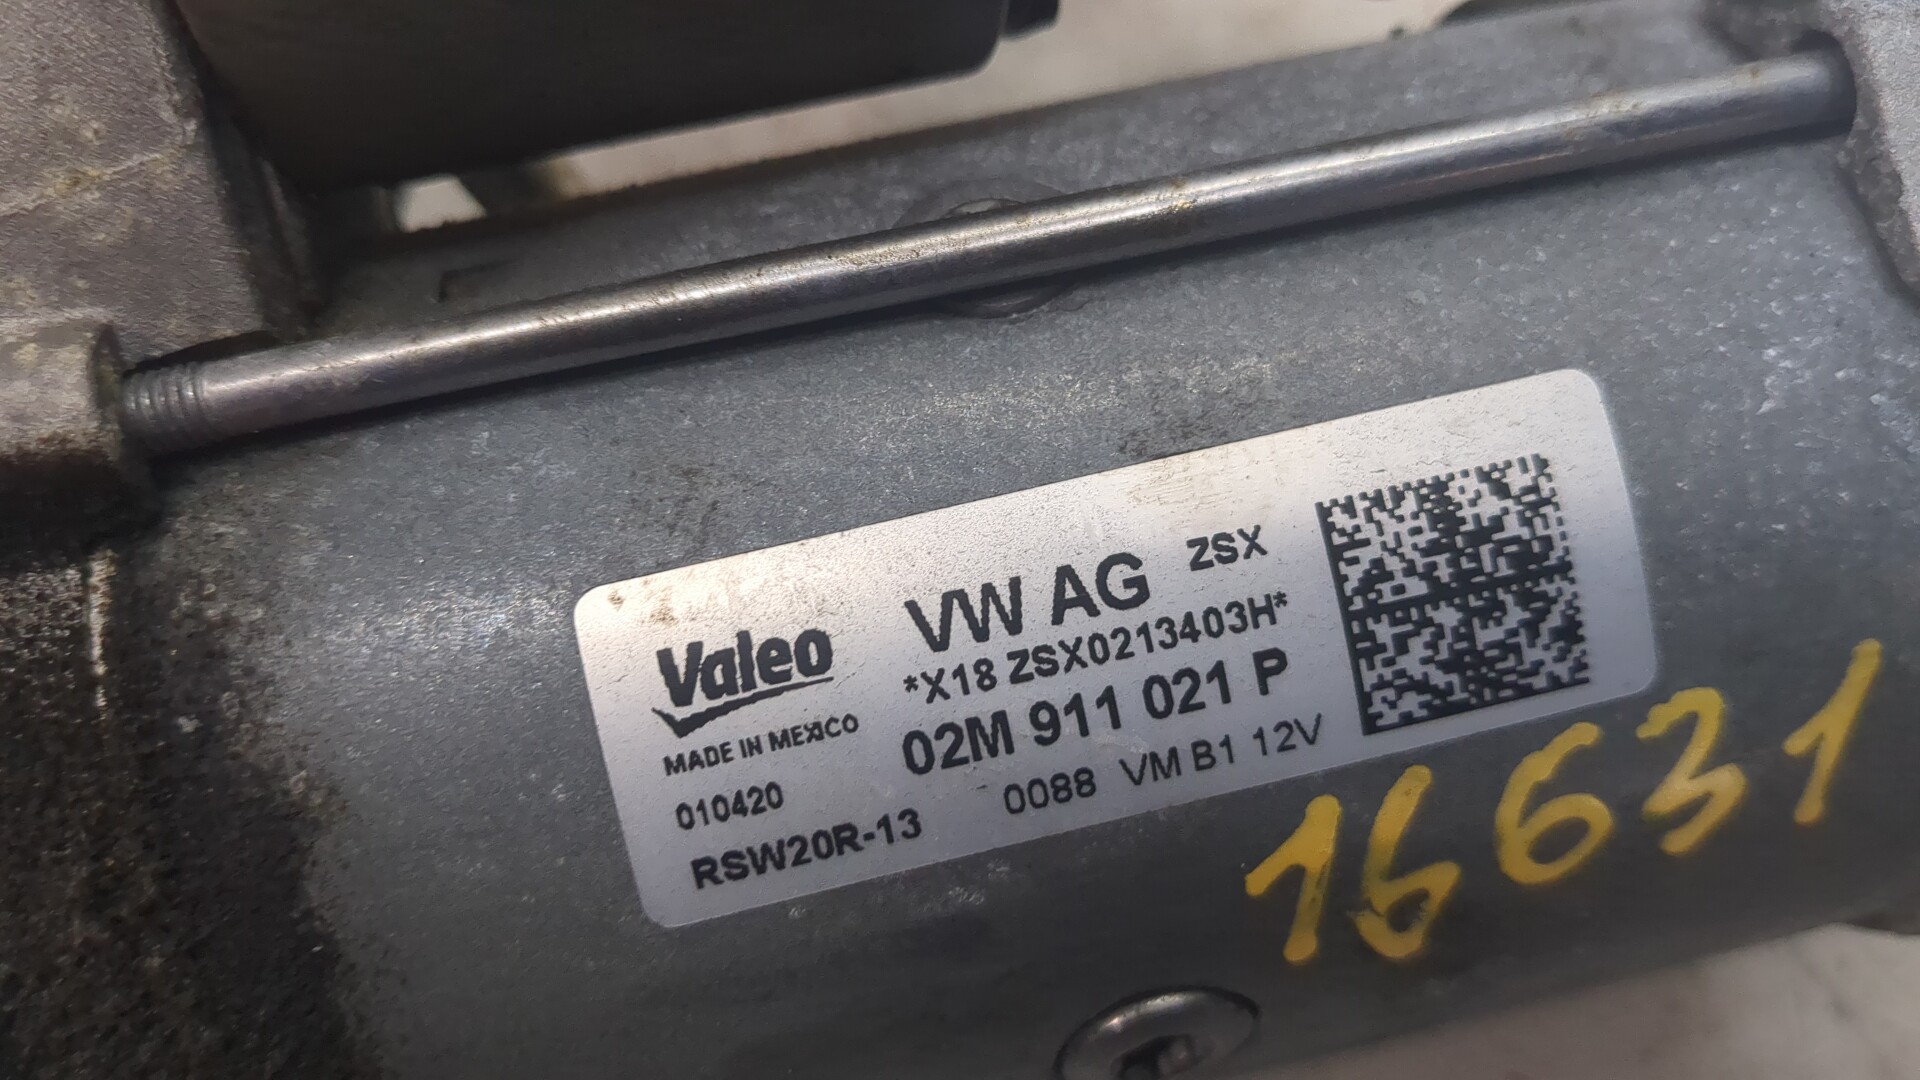 Valeo
MADE IN MEXICO
010420
RSW20R-13
VW AG ZSX
*X18 ZSX0213403H*
02M 911 021 P
0088 VM B1 12V
16631